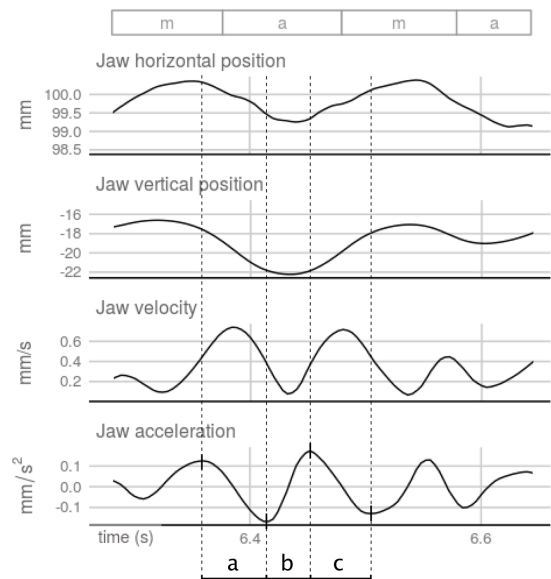 m a m a
Jaw horizontal position
mm
100.0
99.5
99.0
98.5
Jaw vertical position
mm
-16
-18
-20
-22
Jaw velocity
mm/s
0.6
0.4
0.2
Jaw acceleration
mm/s²
0.1
0.0
-0.1
time (s) 6.4 6.6
a b c